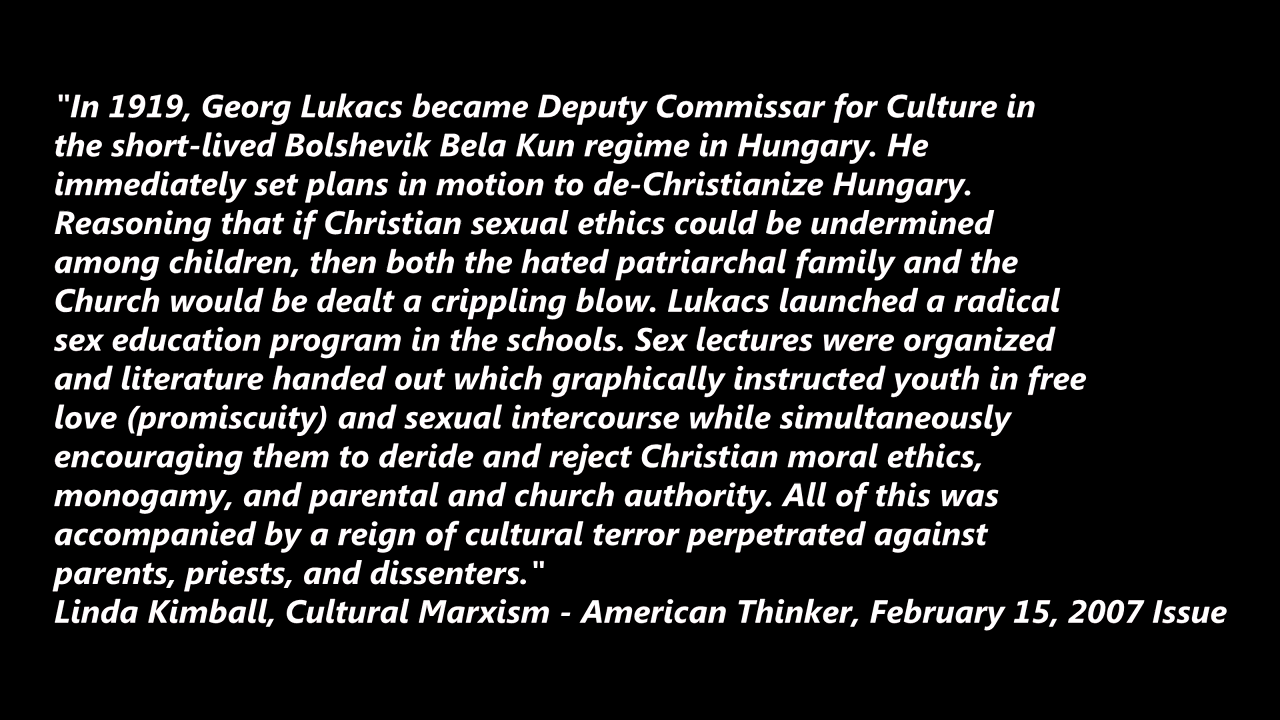 "In 1919, Georg Lukacs became Deputy Commissar for Culture in
the short-lived Bolshevik Bela Kun regime in Hungary. He
immediately set plans in motion to de-Christianize Hungary.
Reasoning that if Christian sexual ethics could be undermined
among children, then both the hated patriarchal family and the
Church would be dealt a crippling blow. Lukacs launched a radical
sex education program in the schools. Sex lectures were organized
and literature handed out which graphically instructed youth in free
love (promiscuity) and sexual intercourse while simultaneously
encouraging them to deride and reject Christian moral ethics,
monogamy, and parental and church authority. All of this was
accompanied by a reign of cultural terror perpetrated against
parents, priests, and dissenters."
Linda Kimball, Cultural Marxism - American Thinker, February 15, 2007 Issue